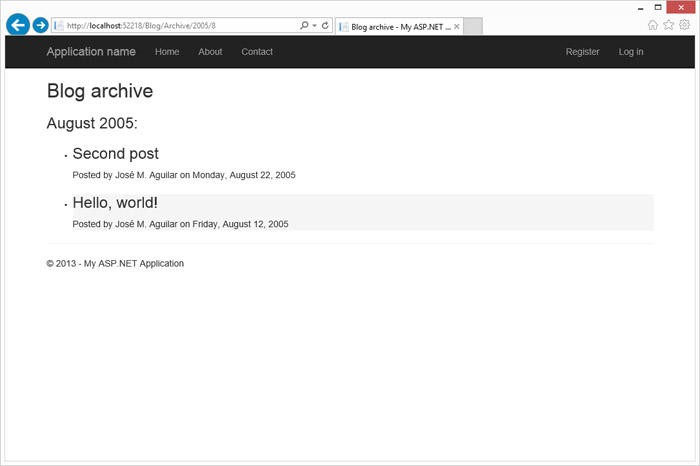 http://localhost:52218/Blog/Archive/2005/8
Blog archive - My ASP.NET ...
Application name Home About Contact Register Log in
Blog archive
August 2005:
Second post
Posted by José M. Aguilar on Monday, August 22, 2005
Hello, world!
Posted by José M. Aguilar on Friday, August 12, 2005
© 2013 - My ASP.NET Application